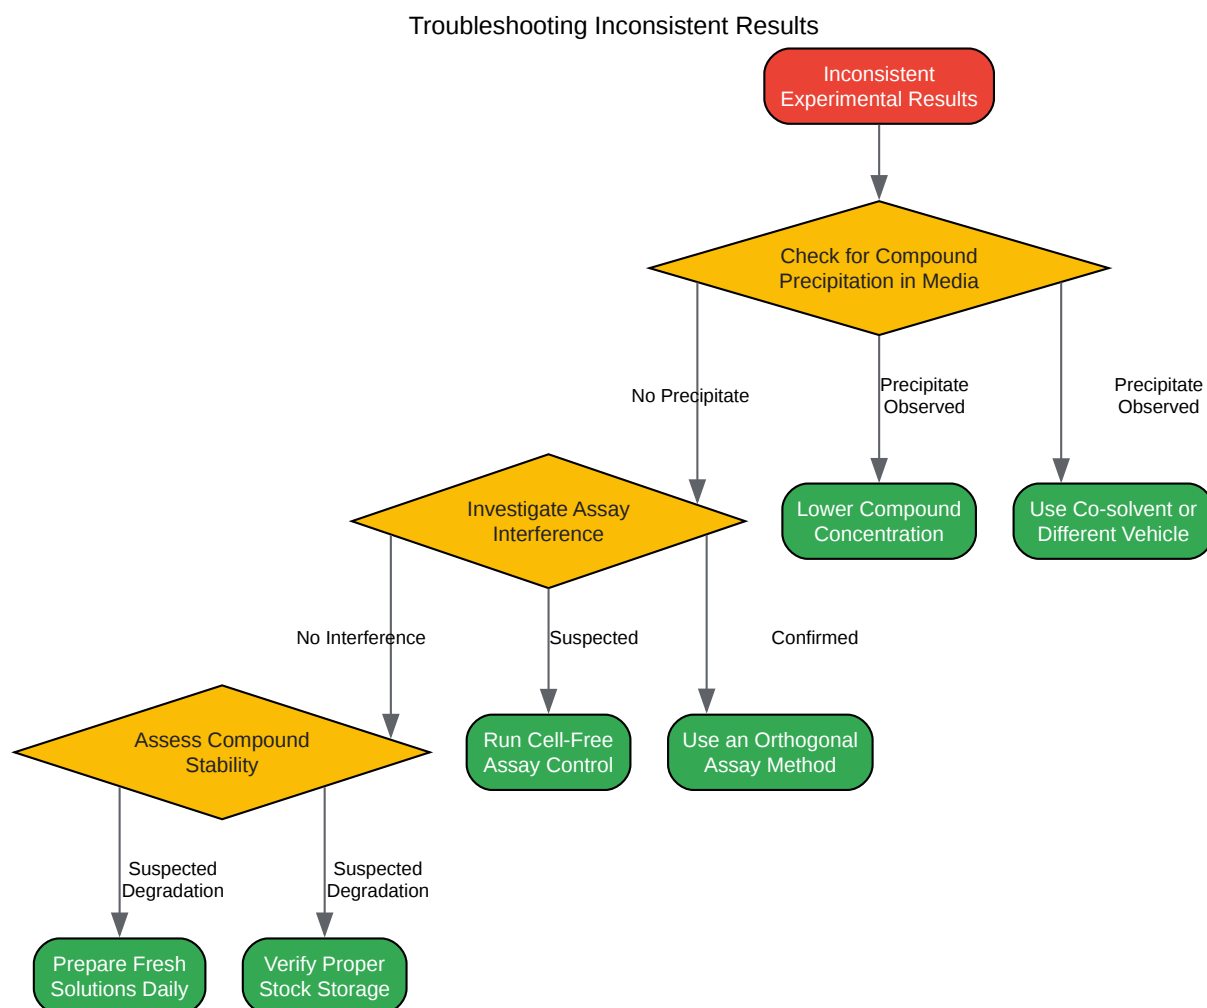 Troubleshooting Inconsistent Results
Inconsistent
Experimental Results
Check for Compound
Precipitation in Media
No Precipitate
Precipitate
Observed
Precipitate
Observed
Investigate Assay
Interference
Lower Compound
Concentration
Use Co-solvent or
Different Vehicle
No Interference
Suspected
Confirmed
Assess Compound
Stability
Run Cell-Free
Assay Control
Use an Orthogonal
Assay Method
Suspected
Degradation
Suspected
Degradation
Prepare Fresh
Solutions Daily
Verify Proper
Stock Storage